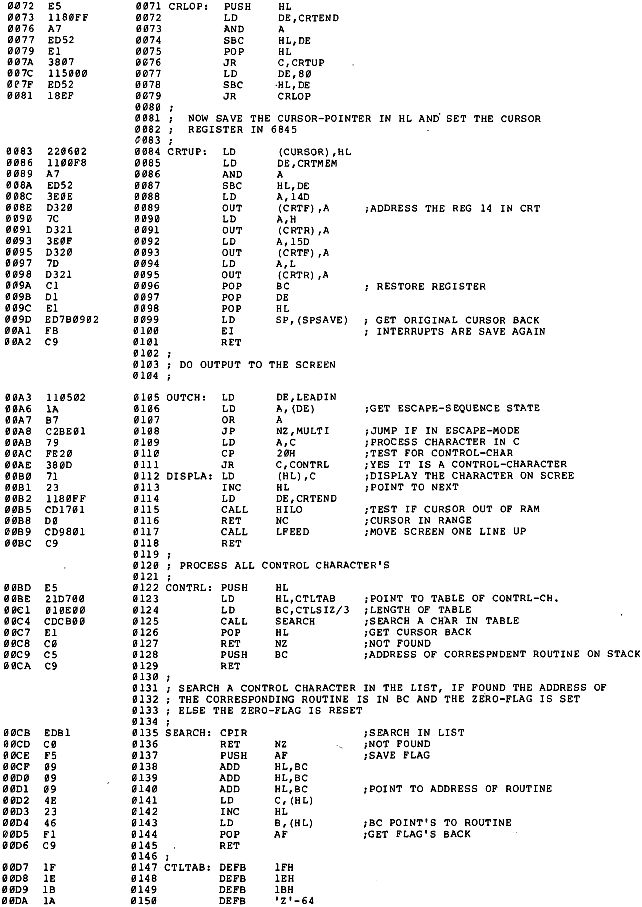 0072 E5 0071 CRLOP: PUSH HL
0073 1180FF 0072 LD DE,CRTEND
0076 A7 0073 AND A
0077 ED52 0074 SBC HL,DE
0079 E1 0075 POP HL
007A 3807 0076 JR C,CRTUP
007C 115000 0077 LD DE,80
007F ED52 0078 SBC HL,DE
0081 18EF 0079 JR CRLOP
0080 ;
0081 ; NOW SAVE THE CURSOR-POINTER IN HL AND SET THE CURSOR
0082 ; REGISTER IN 6845
0083 ;
0083 220602 0084 CRTUP: LD (CURSOR),HL
0086 1100F8 0085 LD DE,CRTMEM
0089 A7 0086 AND A
008A ED52 0087 SBC HL,DE
008C 3E0E 0088 LD A,14D
008E D320 0089 OUT (CRTF),A ;ADDRESS THE REG 14 IN CRT
0090 7C 0090 LD A,H
0091 D321 0091 OUT (CRTR),A
0093 3E0F 0092 LD A,15D
0095 D320 0093 OUT (CRTF),A
0097 7D 0094 LD A,L
0098 D321 0095 OUT (CRTR),A
009A C1 0096 POP BC ; RESTORE REGISTER
009B D1 0097 POP DE
009C E1 0098 POP HL
009D ED7B0902 0099 LD SP,(SPSAVE) ; GET ORIGINAL CURSOR BACK
00A1 FB 0100 EI ; INTERRUPTS ARE SAVE AGAIN
00A2 C9 0101 RET
0102 ;
0103 ; DO OUTPUT TO THE SCREEN
0104 ;
00A3 110502 0105 OUTCH: LD DE,LEADIN
00A6 1A 0106 LD A,(DE) ;GET ESCAPE-SEQUENCE STATE
00A7 B7 0107 OR A
00A8 C2BE01 0108 JP NZ,MULTI ;JUMP IF IN ESCAPE-MODE
00AB 79 0109 LD A,C ;PROCESS CHARACTER IN C
00AC FE20 0110 CP 20H ;TEST FOR CONTROL-CHAR
00AE 380D 0111 JR C,CONTRL ;YES IT IS A CONTROL-CHARACTER
00B0 71 0112 DISPLA: LD (HL),C ;DISPLAY THE CHARACTER ON SCREE
00B1 23 0113 INC HL ;POINT TO NEXT
00B2 1180FF 0114 LD DE,CRTEND
00B5 CD1701 0115 CALL HILO ;TEST IF CURSOR OUT OF RAM
00B8 D0 0116 RET NC ;CURSOR IN RANGE
00B9 CD9801 0117 CALL LFEED ;MOVE SCREEN ONE LINE UP
00BC C9 0118 RET
0119 ;
0120 ; PROCESS ALL CONTROL CHARACTER'S
0121 ;
00BD E5 0122 CONTRL: PUSH HL
00BE 21D700 0123 LD HL,CTLTAB ;POINT TO TABLE OF CONTRL-CH.
00C1 010E00 0124 LD BC,CTLSIZ/3 ;LENGTH OF TABLE
00C4 CDCB00 0125 CALL SEARCH ;SEARCH A CHAR IN TABLE
00C7 E1 0126 POP HL ;GET CURSOR BACK
00C8 C0 0127 RET NZ ;NOT FOUND
00C9 C5 0128 PUSH BC ;ADDRESS OF CORRESPNDENT ROUTINE ON STACK
00CA C9 0129 RET
0130 ;
0131 ; SEARCH A CONTROL CHARACTER IN THE LIST, IF FOUND THE ADDRESS OF
0132 ; THE CORRESPONDING ROUTINE IS IN BC AND THE ZERO-FLAG IS SET
0133 ; ELSE THE ZERO-FLAG IS RESET
0134 ;
00CB EDB1 0135 SEARCH: CPIR ;SEARCH IN LIST
00CD C0 0136 RET NZ ;NOT FOUND
00CE F5 0137 PUSH AF ;SAVE FLAG
00CF 09 0138 ADD HL,BC
00D0 09 0139 ADD HL,BC
00D1 09 0140 ADD HL,BC ;POINT TO ADDRESS OF ROUTINE
00D2 4E 0141 LD C,(HL)
00D3 23 0142 INC HL
00D4 46 0143 LD B,(HL) ;BC POINT'S TO ROUTINE
00D5 F1 0144 POP AF ;GET FLAG'S BACK
00D6 C9 0145 RET
0146 ;
00D7 1F 0147 CTLTAB: DEFB 1FH
00D8 1E 0148 DEFB 1EH
00D9 1B 0149 DEFB 1BH
00DA 1A 0150 DEFB 'Z'-64